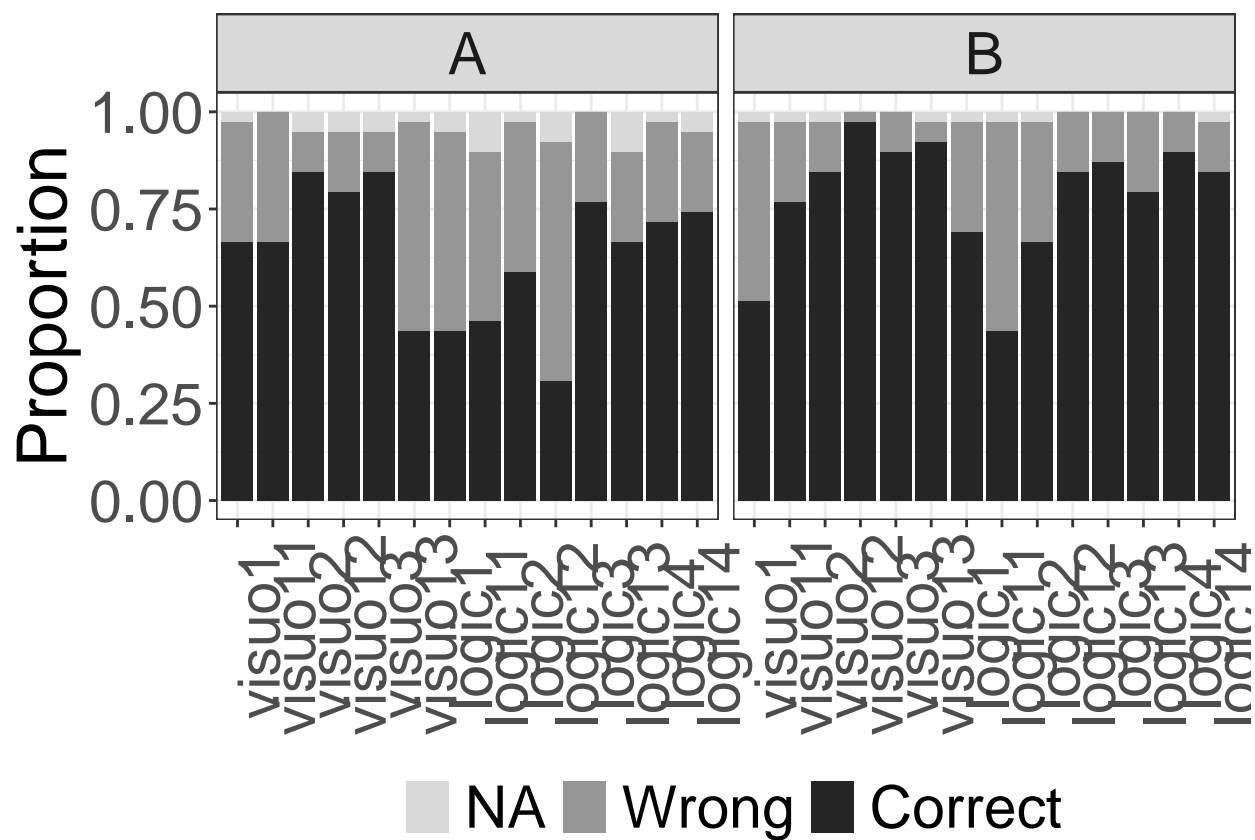 A
B
Proportion
1.00
0.75
0.50
0.25
0.00
visuo1
visuo11
visuo2
visuo12
visuo3
visuo13
logic1
logic11
logic2
logic12
logic3
logic13
logic4
logic14
visuo1
visuo11
visuo2
visuo12
visuo3
visuo13
logic1
logic11
logic2
logic12
logic3
logic13
logic4
logic14
NA Wrong Correct